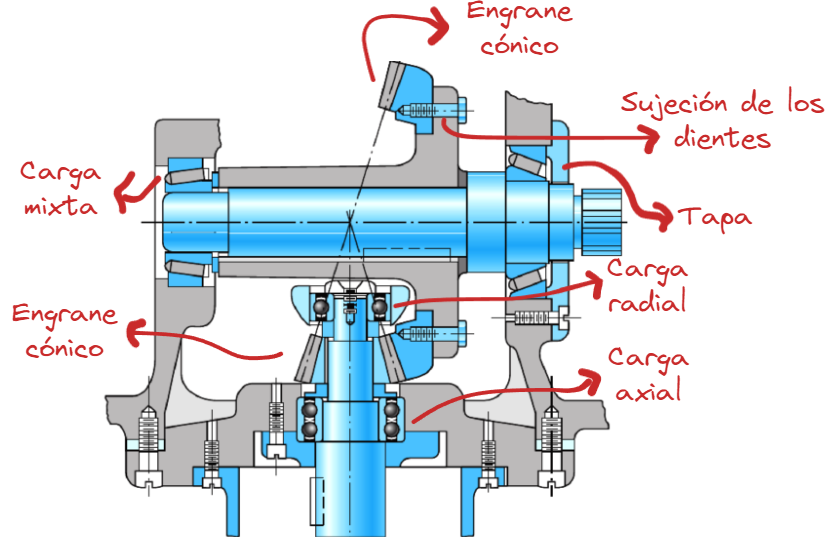 Engrane
cónico
Sujeción de los
dientes
Carga
mixta
Tapa
Carga
radial
Engrane
cónico
Carga
axial